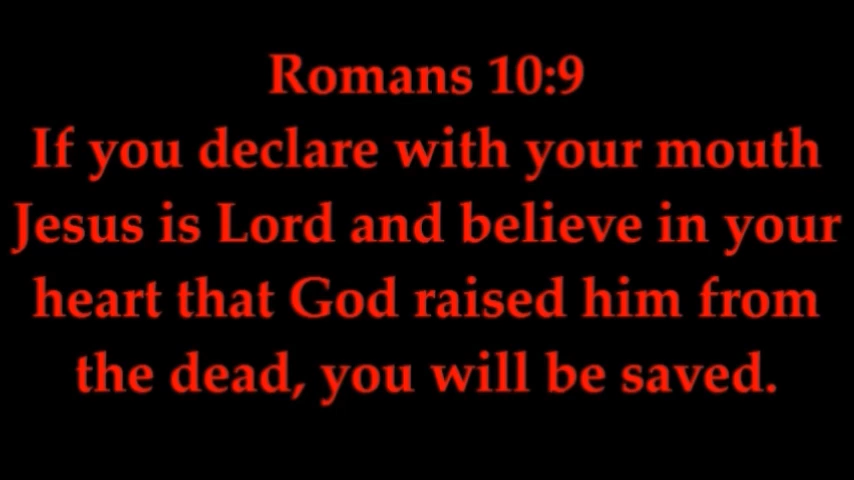 Romans 10:9
If you declare with your mouth
Jesus is Lord and believe in your
heart that God raised him from
the dead, you will be saved.